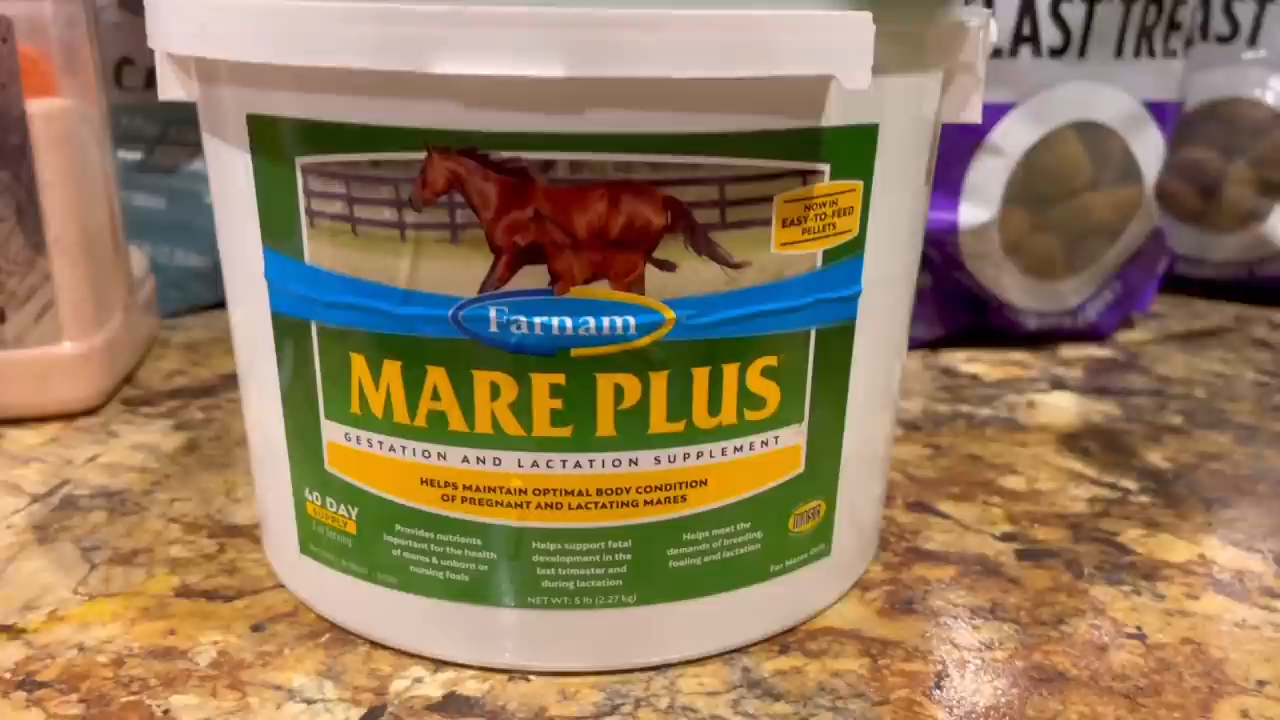 LAST TRE
AST
NOW IN
EASY-TO-FEED
PELLETS
Farnam
MARE PLUS
GESTATION AND LACTATION SUPPLEMENT
HELPS MAINTAIN OPTIMAL BODY CONDITION
OF PREGNANT AND LACTATING MARES
40 DAY
SUPPLY
Provides nutrients
important for the health
of mares & unborn or
nursing foals
Helps support fetal
development in the
last trimester and
during lactation
Helps meet the
demands of breeding,
foaling and lactation
NET WT: 5 lb (2.27 kg)